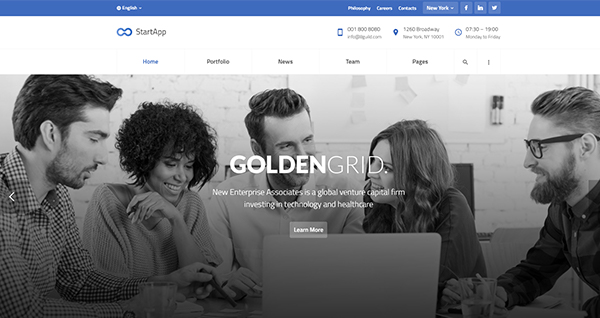 English
Philosophy Careers Contacts New York
StartApp
001 800 8080
info@8guild.com
1260 Broadway
New York, NY 10001
07:30 – 19:00
Monday to Friday
Home Portfolio News Team Pages
GOLDENGRID.
New Enterprise Associates is a global venture capital firm
investing in technology and healthcare
Learn More